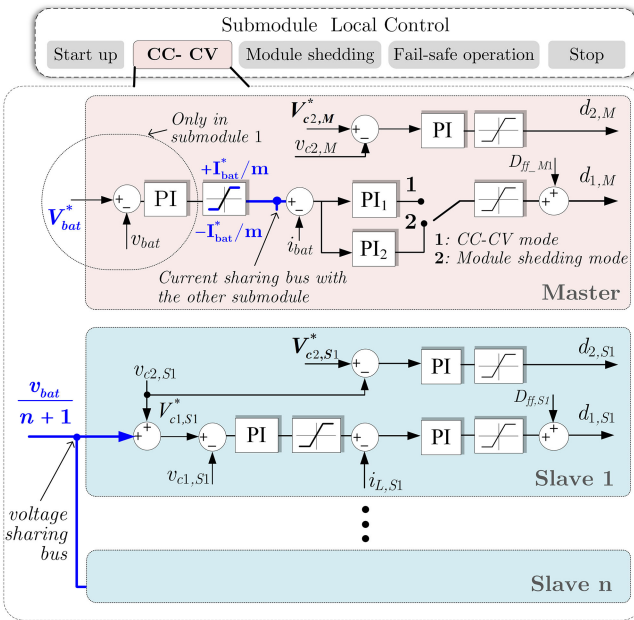 Submodule Local Control
Start up
CC- CV
Module shedding
Fail-safe operation
Stop
Only in
submodule 1
V*c2,M
vc2,M
+
−
PI
d2,M
+I*bat/m
V*bat
+
−
PI
vbat
−I*bat/m
+
−
ibat
PI1
1
PI2
2
Dff_M1
+
+
d1,M
1: CC-CV mode
2: Module shedding mode
Current sharing bus with
the other submodule
Master
V*c2,S1
vc2,S1
+
−
PI
d2,S1
vbat
n + 1
+
+
V*c1,S1
+
−
vc1,S1
PI
+
−
iL,S1
PI
Dff,S1
+
+
d1,S1
Slave 1
voltage
sharing
bus
Slave n